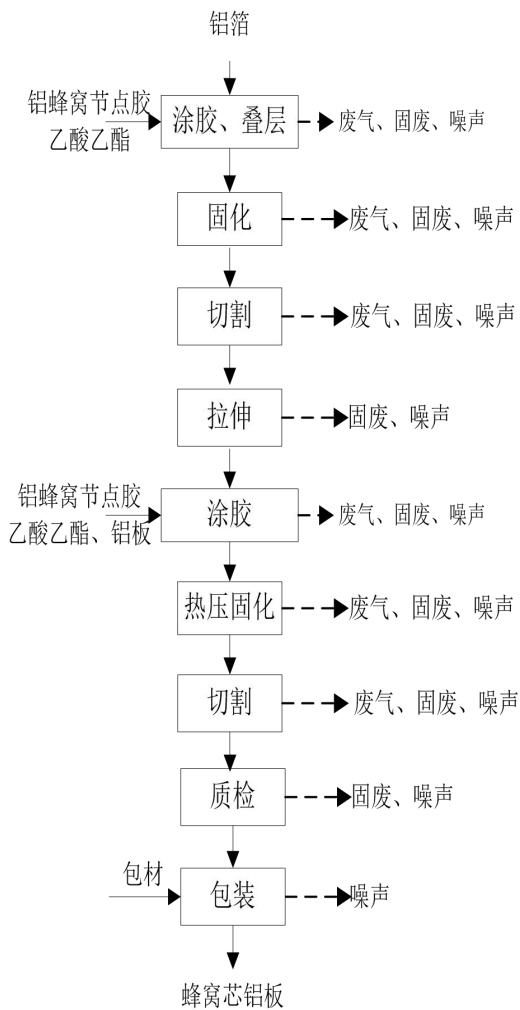 铝箔
铝蜂窝节点胶
乙酸乙酯
涂胶、叠层
废气、固废、噪声
固化
废气、固废、噪声
切割
废气、固废、噪声
拉伸
固废、噪声
铝蜂窝节点胶
乙酸乙酯、铝板
涂胶
废气、固废、噪声
热压固化
废气、固废、噪声
切割
废气、固废、噪声
质检
固废、噪声
包材
包装
噪声
蜂窝芯铝板